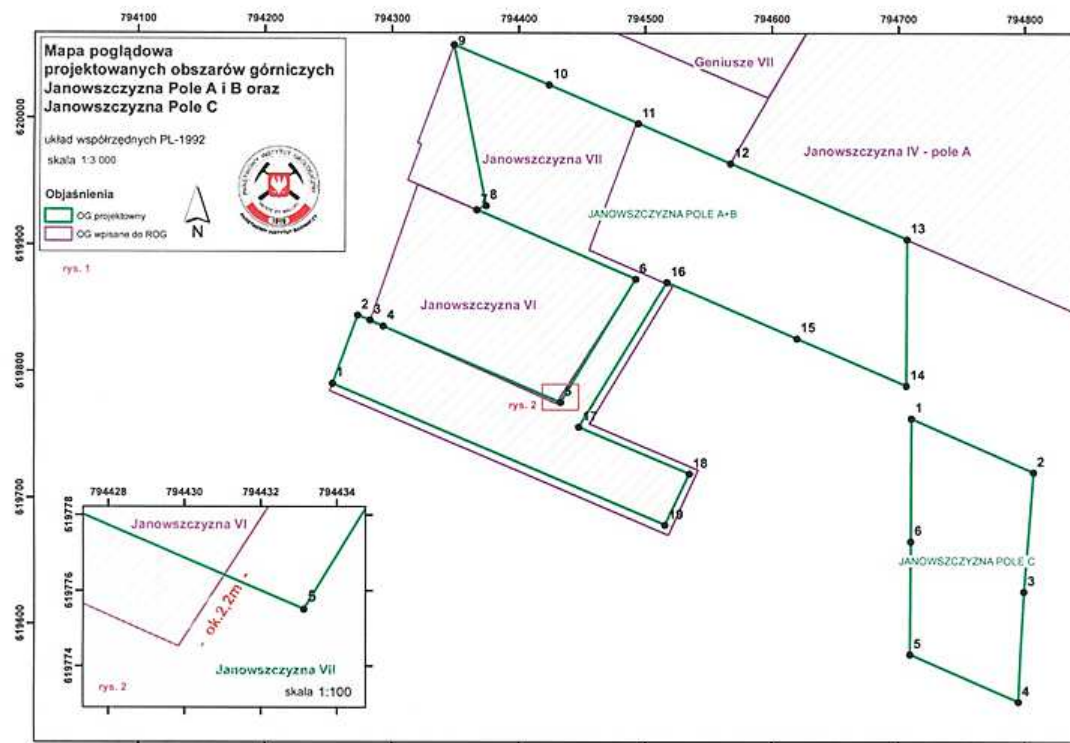 794100 794200 794300 794400 794500 794600 794700 794800
Mapa poglądowa
projektowanych obszarów górniczych
Janowszczyzna Pole A i B oraz
Janowszczyzna Pole C
układ współrzędnych PL-1992
skala 1:3 000
Objaśnienia
OG projektowny
OG wpisane do ROG
N
rys. 1
620000
619900
619800
619700
619600
9
10
11
12
13
14
15
16
17
18
19
1
2
3
4
5
6
7
8
Geniusze VII
Janowszczyzna VII
Janowszczyzna IV - pole A
JANOWSZCZYZNA POLE A+B
Janowszczyzna VI
rys. 2
1
2
3
4
5
6
JANOWSZCZYZNA POLE C
794428 794430 794432 794434
619778
619776
619774
Janowszczyzna VI
ok.2,2m
5
Janowszczyzna VII
rys. 2
skala 1:100